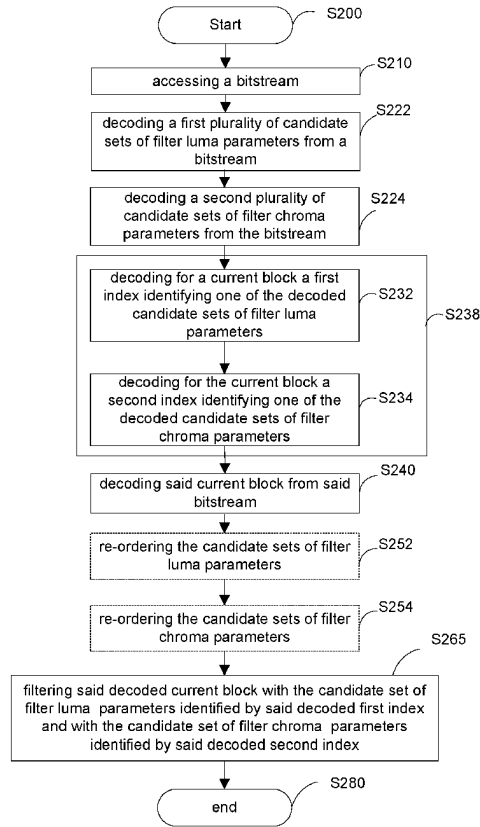 Start
S200
accessing a bitstream
S210
decoding a first plurality of candidate
sets of filter luma parameters from a
bitstream
S222
decoding a second plurality of
candidate sets of filter chroma
parameters from the bitstream
S224
decoding for a current block a first
index identifying one of the decoded
candidate sets of filter luma
parameters
S232
S238
decoding for the current block a
second index identifying one of the
decoded candidate sets of filter
chroma parameters
S234
decoding said current block from said
bitstream
S240
re-ordering the candidate sets of filter
luma parameters
S252
re-ordering the candidate sets of filter
chroma parameters
S254
S265
filtering said decoded current block with the candidate set of
filter luma parameters identified by said decoded first index
and with the candidate set of filter chroma parameters
identified by said decoded second index
end
S280